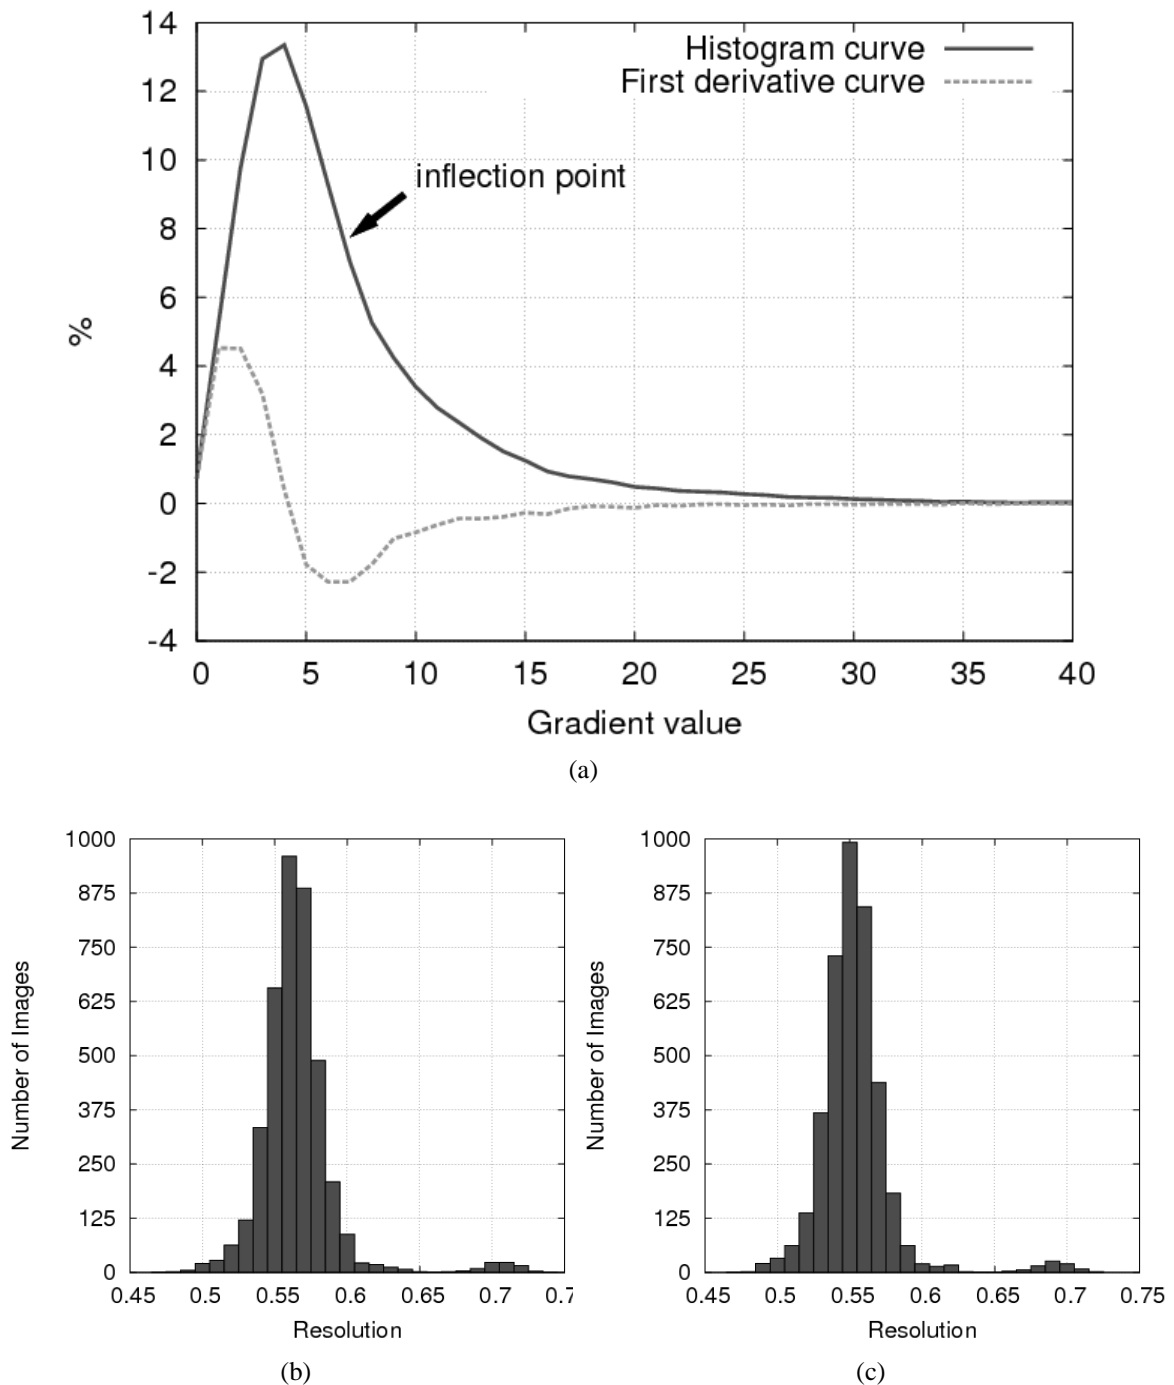 14
12
10
8
6
4
2
0
-2
-4
%
Histogram curve
First derivative curve
inflection point
0 5 10 15 20 25 30 35 40
Gradient value
(a)
1000
875
750
625
500
375
250
125
0
Number of Images
0.45 0.5 0.55 0.6 0.65 0.7 0.7
Resolution
(b)
1000
875
750
625
500
375
250
125
0
Number of Images
0.45 0.5 0.55 0.6 0.65 0.7 0.75
Resolution
(c)